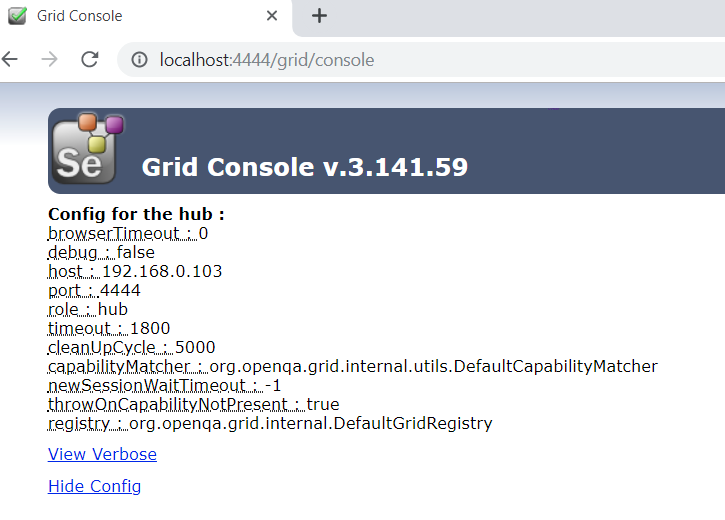 Grid Console
localhost:4444/grid/console
Se
Grid Console v.3.141.59
Config for the hub :
browserTimeout : 0
debug : false
host : 192.168.0.103
port : 4444
role : hub
timeout : 1800
cleanUpCycle : 5000
capabilityMatcher : org.openqa.grid.internal.utils.DefaultCapabilityMatcher
newSessionWaitTimeout : -1
throwOnCapabilityNotPresent : true
registry : org.openqa.grid.internal.DefaultGridRegistry
View Verbose
Hide Config